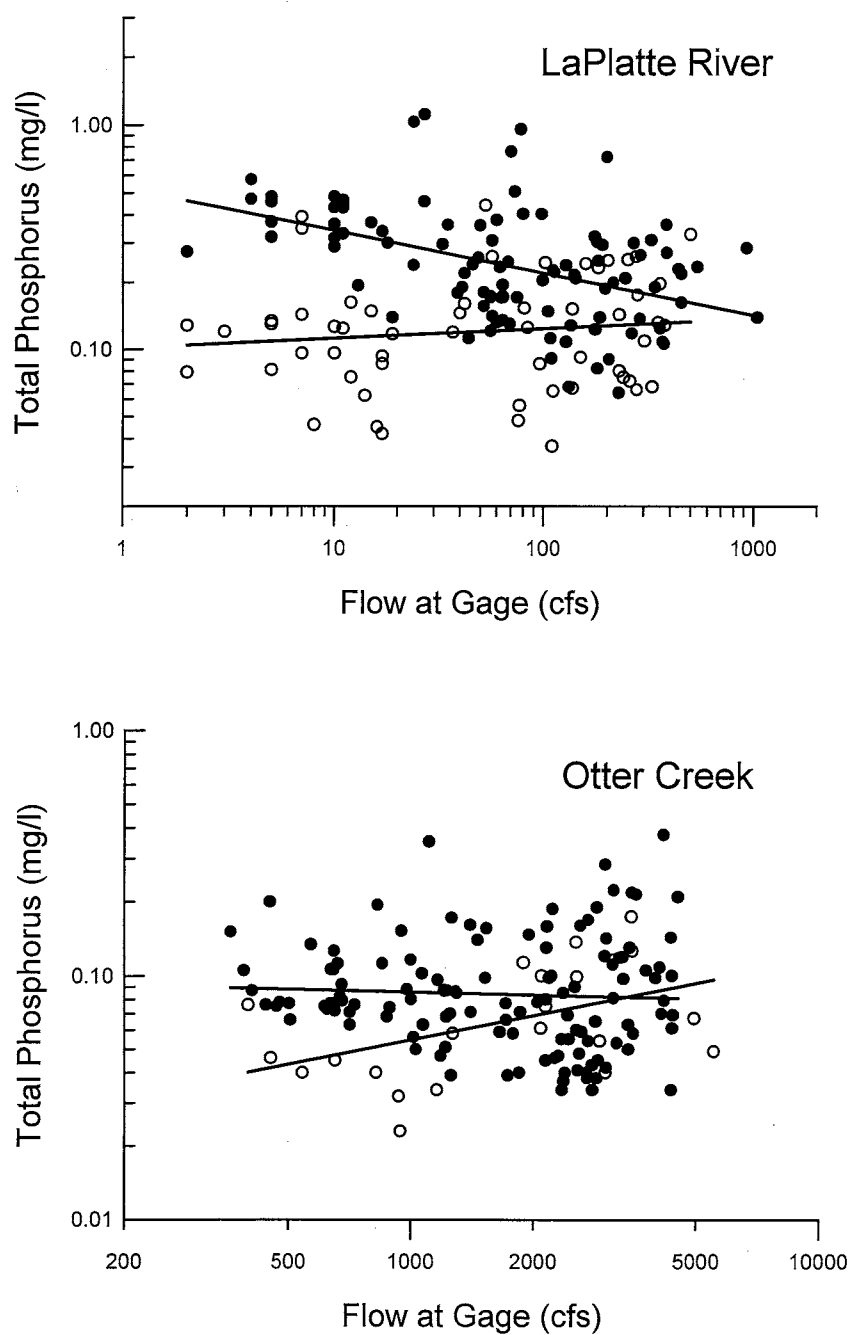 LaPlatte River
Total Phosphorus (mg/l)
1.00
0.10
1 10 100 1000
Flow at Gage (cfs)
Otter Creek
Total Phosphorus (mg/l)
1.00
0.10
0.01
200 500 1000 2000 5000 10000
Flow at Gage (cfs)